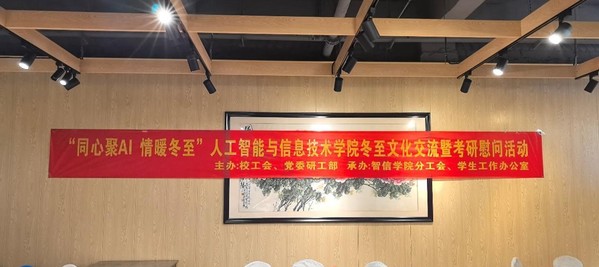 “同心聚AI 情暖冬至”人工智能与信息技术学院冬至文化交流暨考研慰问活动
主办:校工会、党委研工部 承办:智信学院分工会、学生工作办公室